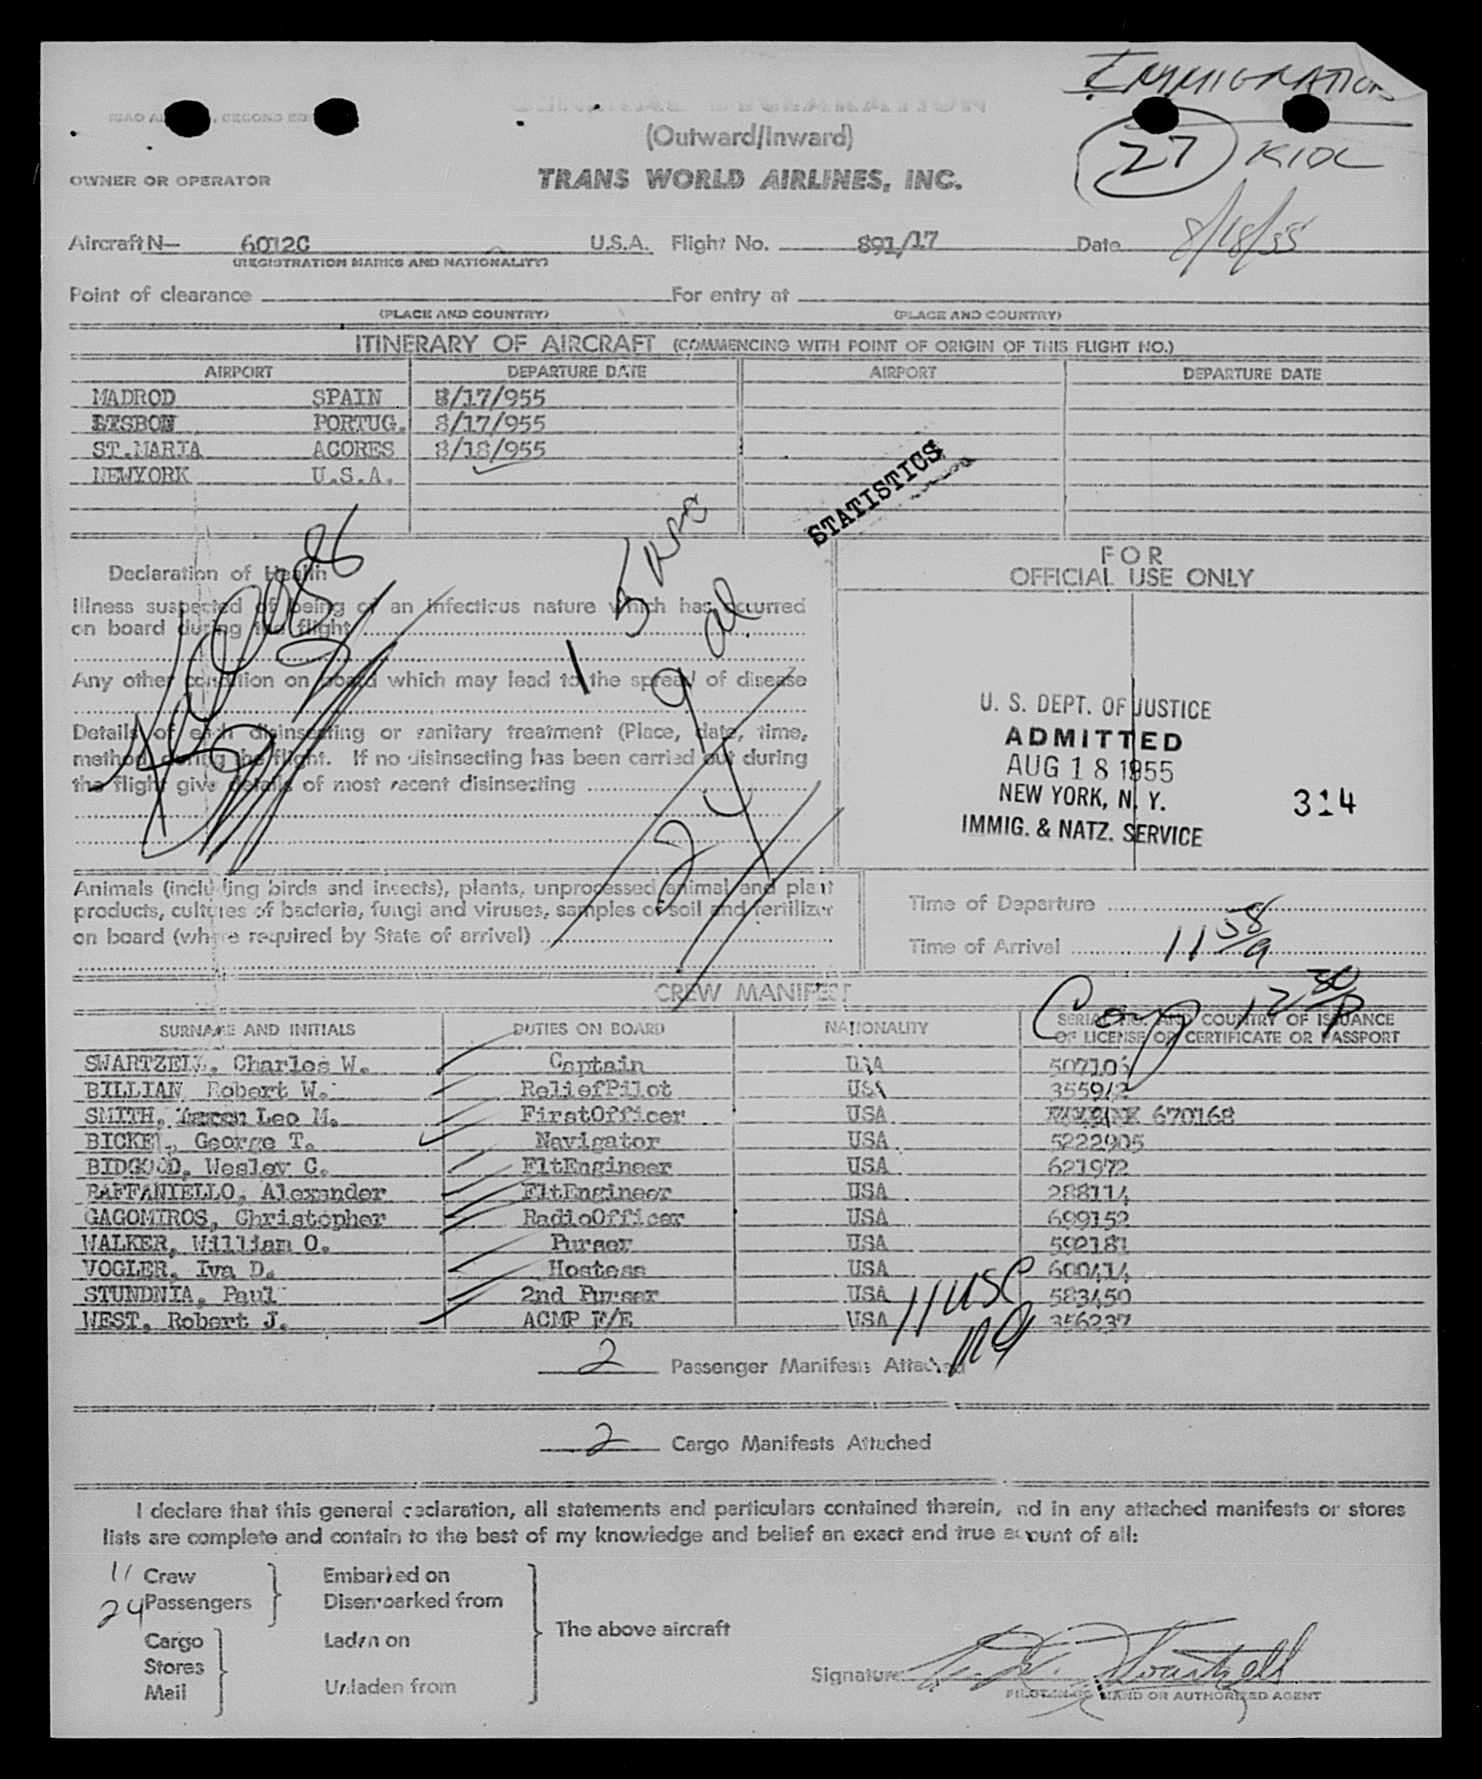 IMMIGRATION
(Outward/Inward)
27 KIDL
OWNER OR OPERATOR TRANS WORLD AIRLINES, INC.
Aircraft N— 6012C U.S.A. Flight No. 891/17 Date 8/18/55
(REGISTRATION MARKS AND NATIONALITY)
Point of clearance For entry at
(PLACE AND COUNTRY) (PLACE AND COUNTRY)
ITINERARY OF AIRCRAFT (COMMENCING WITH POINT OF ORIGIN OF THIS FLIGHT NO.)
AIRPORT DEPARTURE DATE AIRPORT DEPARTURE DATE
MADROD SPAIN 8/17/955
LISBON PORTUG. 8/17/955
ST.MARIA ACORES 8/18/955
NEWYORK U.S.A.
STATISTICS
FOR
OFFICIAL USE ONLY
Declaration of Health
Illness suspected of being of an infectious nature which has occurred
on board during the flight
Any other condition on board which may lead to the spread of disease
Details of each disinsecting or sanitary treatment (Place, date, time,
method) during the flight. If no disinsecting has been carried out during
the flight give details of most recent disinsecting
24
U. S. DEPT. OF JUSTICE
ADMITTED
AUG 18 1955
NEW YORK, N. Y.
IMMIG. & NATZ. SERVICE
314
Animals (including birds and insects), plants, unprocessed animal and plant
products, cultures of bacteria, fungi and viruses, samples of soil and fertilizer
on board (where required by State of arrival)
Time of Departure
Time of Arrival 11 58/9
CREW MANIFEST
SURNAME AND INITIALS DUTIES ON BOARD NATIONALITY SERIAL NO. AND COUNTRY OF ISSUANCE
OF LICENSE OR CERTIFICATE OR PASSPORT
SWARTZELL, Charles W. Captain USA 507106
BILLIAN, Robert W. ReliefPilot USA 355942
SMITH, Leo M. FirstOfficer USA 670168
BICKEL, George T. Navigator USA 5222905
BIDGOOD, Wesley C. FltEngineer USA 621972
RAFFANIELLO, Alexander FltEngineer USA 288114
GAGOMIROS, Christopher RadioOfficer USA 699152
WALKER, William O. Purser USA 592181
VOGLER, Iva D. Hostess USA 600414
STUNDNIA, Paul 2nd Purser USA 583450
WEST, Robert J. ACMP F/E USA 356237
11 USC
2 Passenger Manifests Attached
2 Cargo Manifests Attached
I declare that this general declaration, all statements and particulars contained therein, and in any attached manifests or stores
lists are complete and contain to the best of my knowledge and belief an exact and true account of all:
11 Crew Embarked on
24 Passengers Disembarked from
The above aircraft
Cargo Laden on
Stores
Mail Unladen from
Signature
PILOT IN COMMAND OR AUTHORIZED AGENT